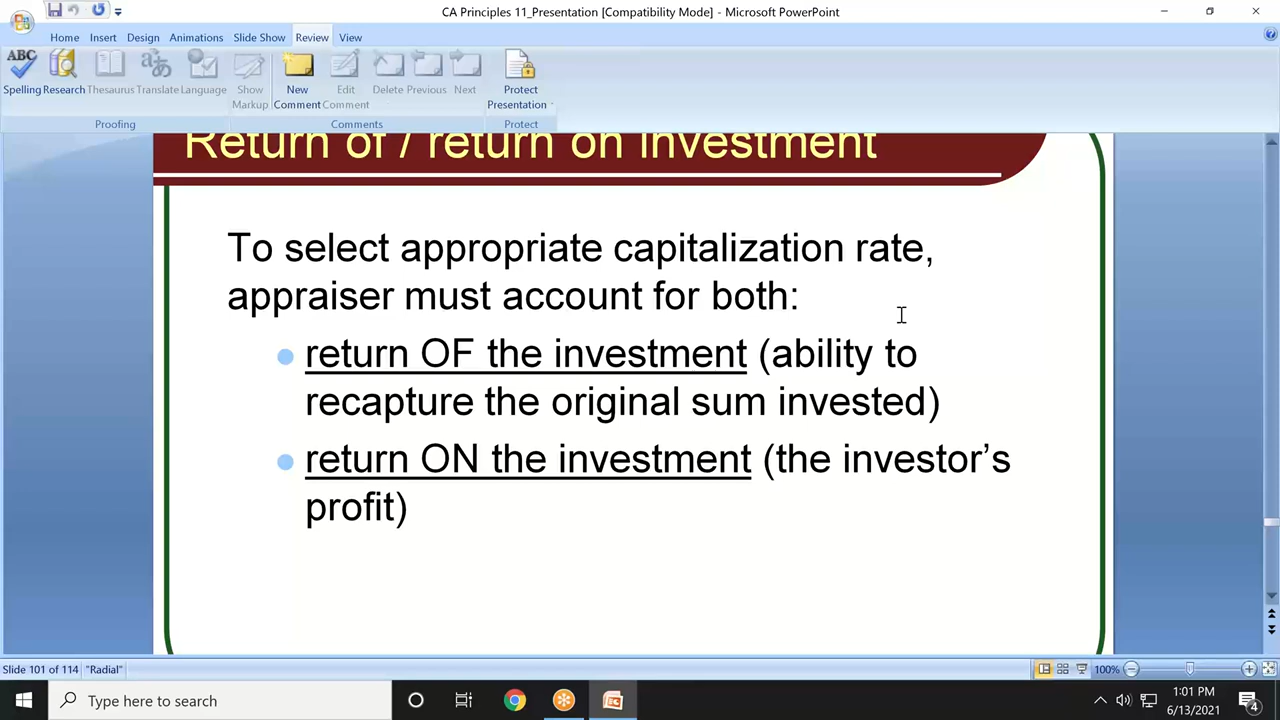 CA Principles 11_Presentation [Compatibility Mode] - Microsoft PowerPoint
Home Insert Design Animations Slide Show Review View
ABC
Spelling Research Thesaurus Translate Language Show Markup New Comment Edit Comment Delete Previous Next Protect Presentation
Proofing Comments Protect
Return of / return on investment
To select appropriate capitalization rate,
appraiser must account for both:
return OF the investment (ability to
recapture the original sum invested)
return ON the investment (the investor's
profit)
Slide 101 of 114 "Radial" 100%
Type here to search
1:01 PM
6/13/2021
4